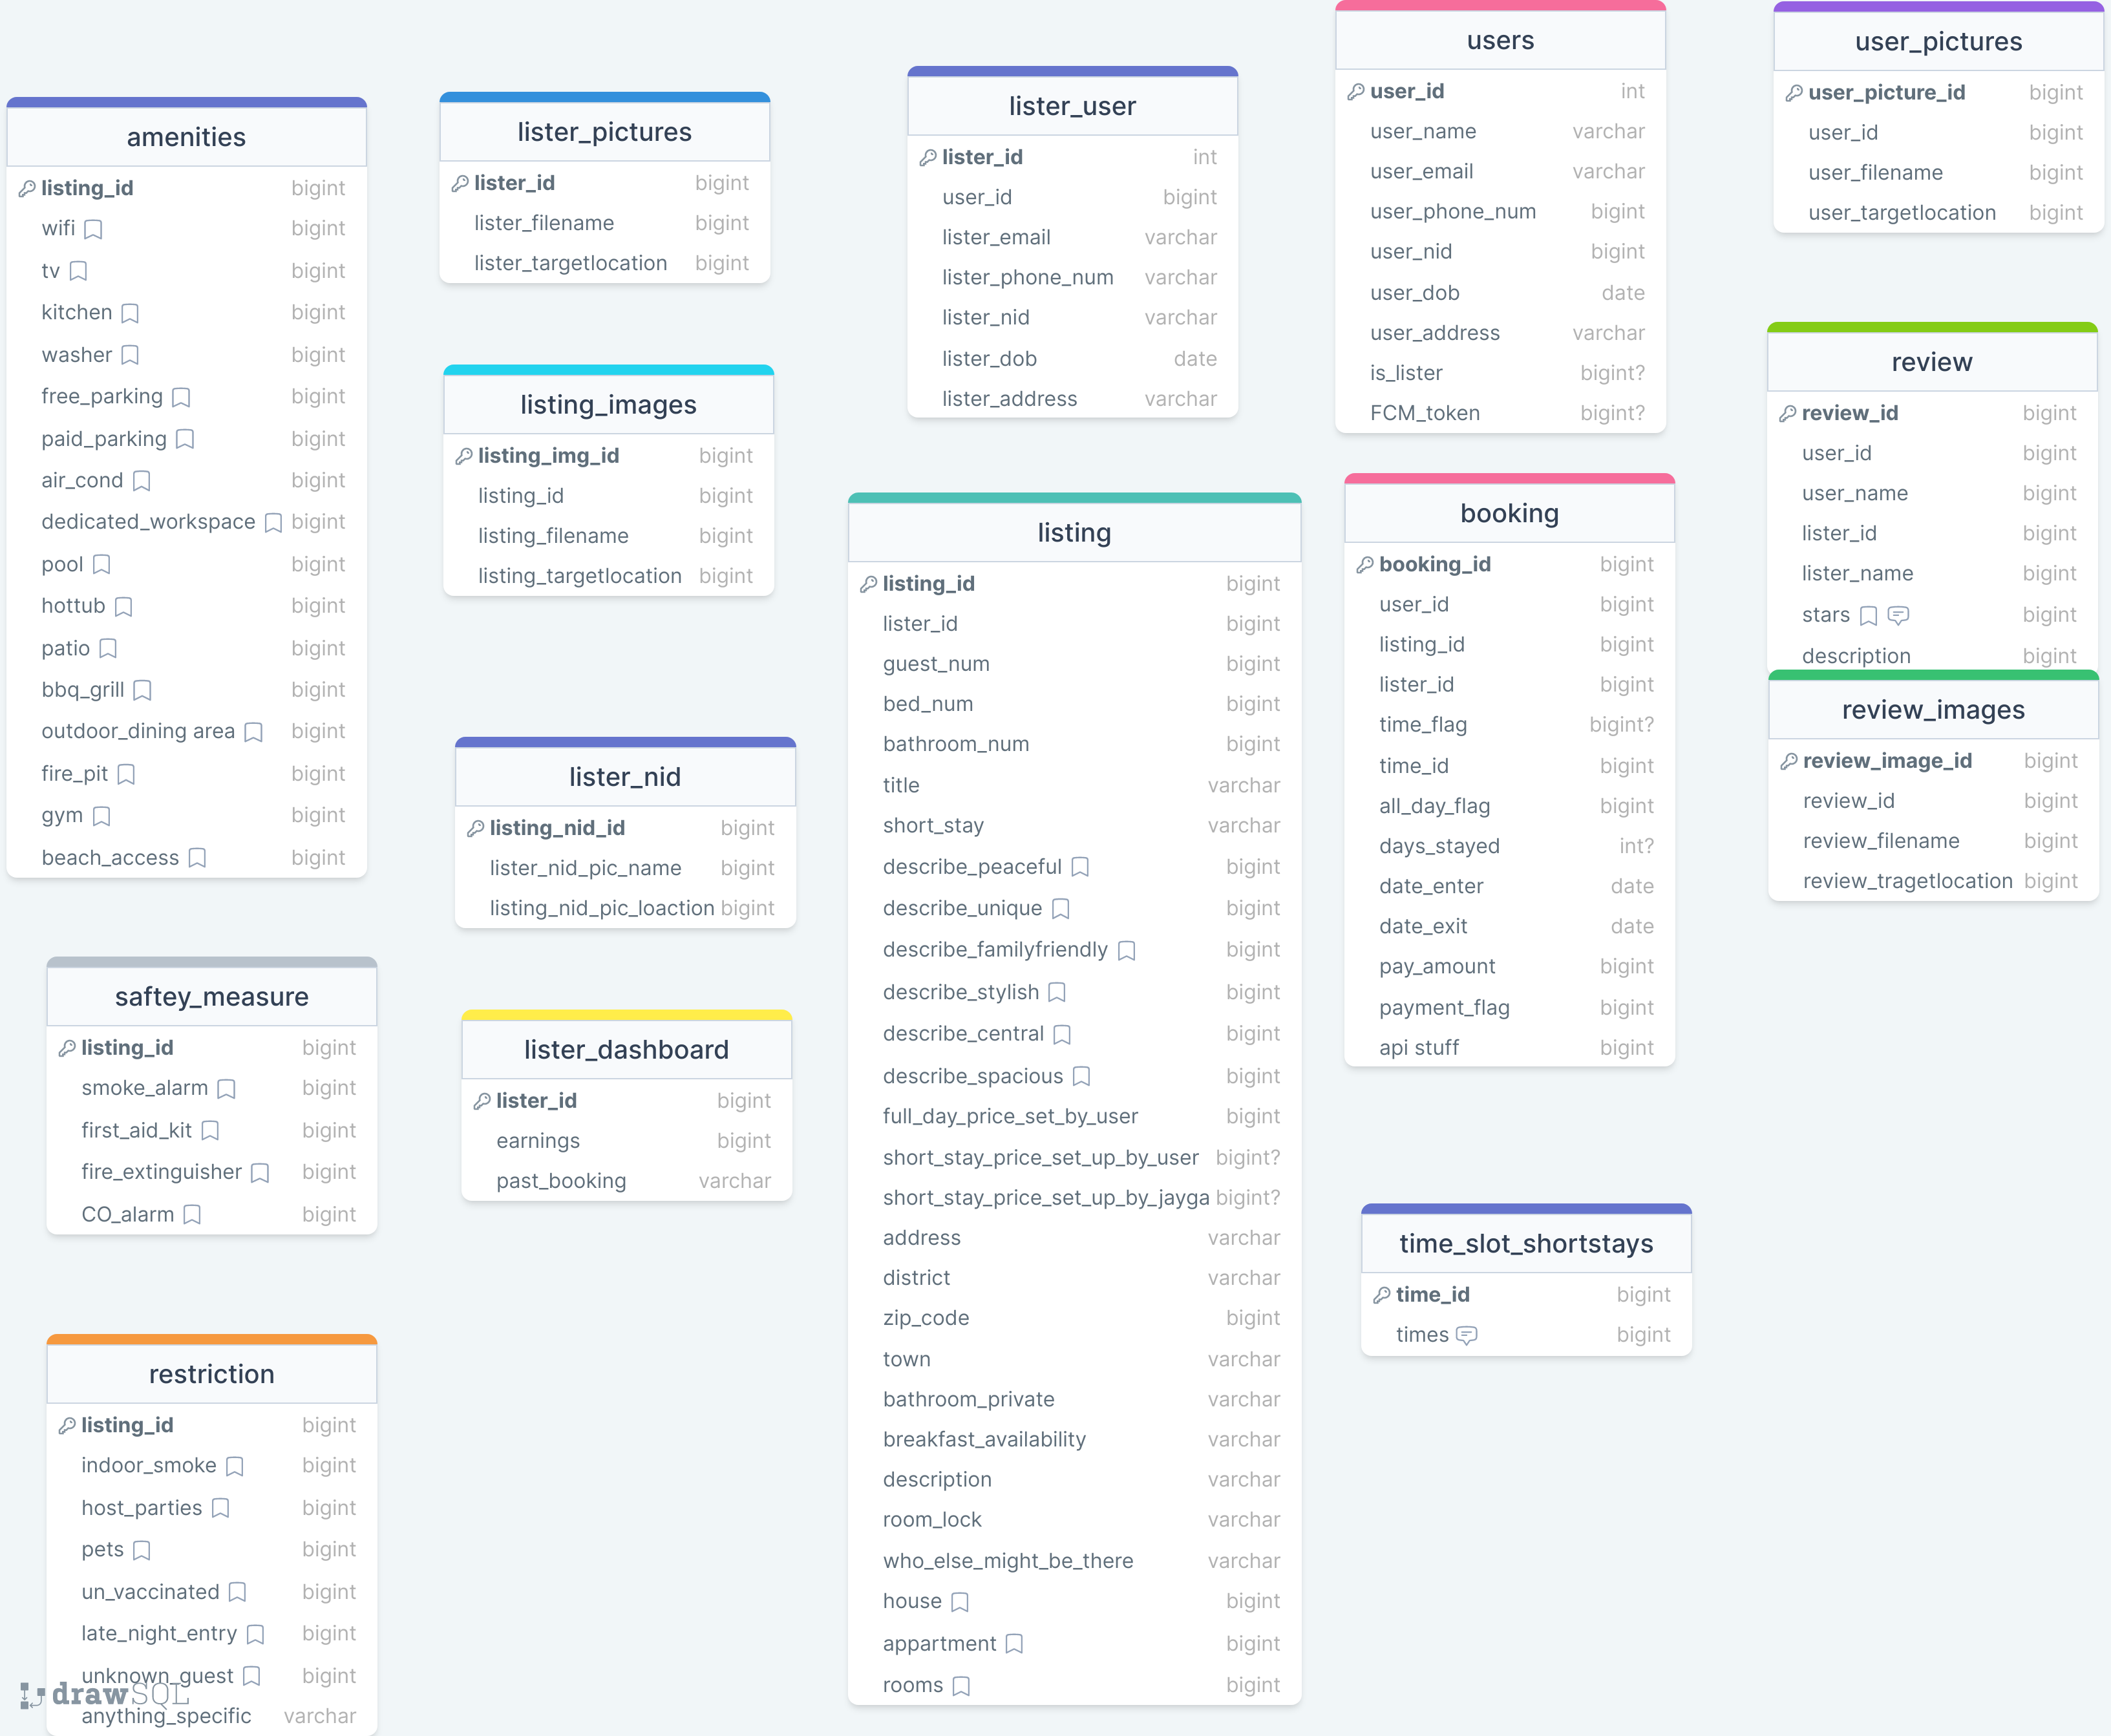 amenities
listing_id bigint
wifi bigint
tv bigint
kitchen bigint
washer bigint
free_parking bigint
paid_parking bigint
air_cond bigint
dedicated_workspace bigint
pool bigint
hottub bigint
patio bigint
bbq_grill bigint
outdoor_dining area bigint
fire_pit bigint
gym bigint
beach_access bigint
saftey_measure
listing_id bigint
smoke_alarm bigint
first_aid_kit bigint
fire_extinguisher bigint
CO_alarm bigint
restriction
listing_id bigint
indoor_smoke bigint
host_parties bigint
pets bigint
un_vaccinated bigint
late_night_entry bigint
unknown_guest bigint
anything_specific varchar
drawSQL
lister_pictures
lister_id bigint
lister_filename bigint
lister_targetlocation bigint
listing_images
listing_img_id bigint
listing_id bigint
listing_filename bigint
listing_targetlocation bigint
lister_nid
listing_nid_id bigint
lister_nid_pic_name bigint
listing_nid_pic_loaction bigint
lister_dashboard
lister_id bigint
earnings bigint
past_booking varchar
lister_user
lister_id int
user_id bigint
lister_email varchar
lister_phone_num varchar
lister_nid varchar
lister_dob date
lister_address varchar
listing
listing_id bigint
lister_id bigint
guest_num bigint
bed_num bigint
bathroom_num bigint
title varchar
short_stay varchar
describe_peaceful bigint
describe_unique bigint
describe_familyfriendly bigint
describe_stylish bigint
describe_central bigint
describe_spacious bigint
full_day_price_set_by_user bigint
short_stay_price_set_up_by_user bigint?
short_stay_price_set_up_by_jayga bigint?
address varchar
district varchar
zip_code bigint
town varchar
bathroom_private varchar
breakfast_availability varchar
description varchar
room_lock varchar
who_else_might_be_there varchar
house bigint
appartment bigint
rooms bigint
users
user_id int
user_name varchar
user_email varchar
user_phone_num bigint
user_nid bigint
user_dob date
user_address varchar
is_lister bigint?
FCM_token bigint?
booking
booking_id bigint
user_id bigint
listing_id bigint
lister_id bigint
time_flag bigint?
time_id bigint
all_day_flag bigint
days_stayed int?
date_enter date
date_exit date
pay_amount bigint
payment_flag bigint
api stuff bigint
time_slot_shortstays
time_id bigint
times bigint
user_pictures
user_picture_id bigint
user_id bigint
user_filename bigint
user_targetlocation bigint
review
review_id bigint
user_id bigint
user_name bigint
lister_id bigint
lister_name bigint
stars bigint
description bigint
review_images
review_image_id bigint
review_id bigint
review_filename bigint
review_tragetlocation bigint